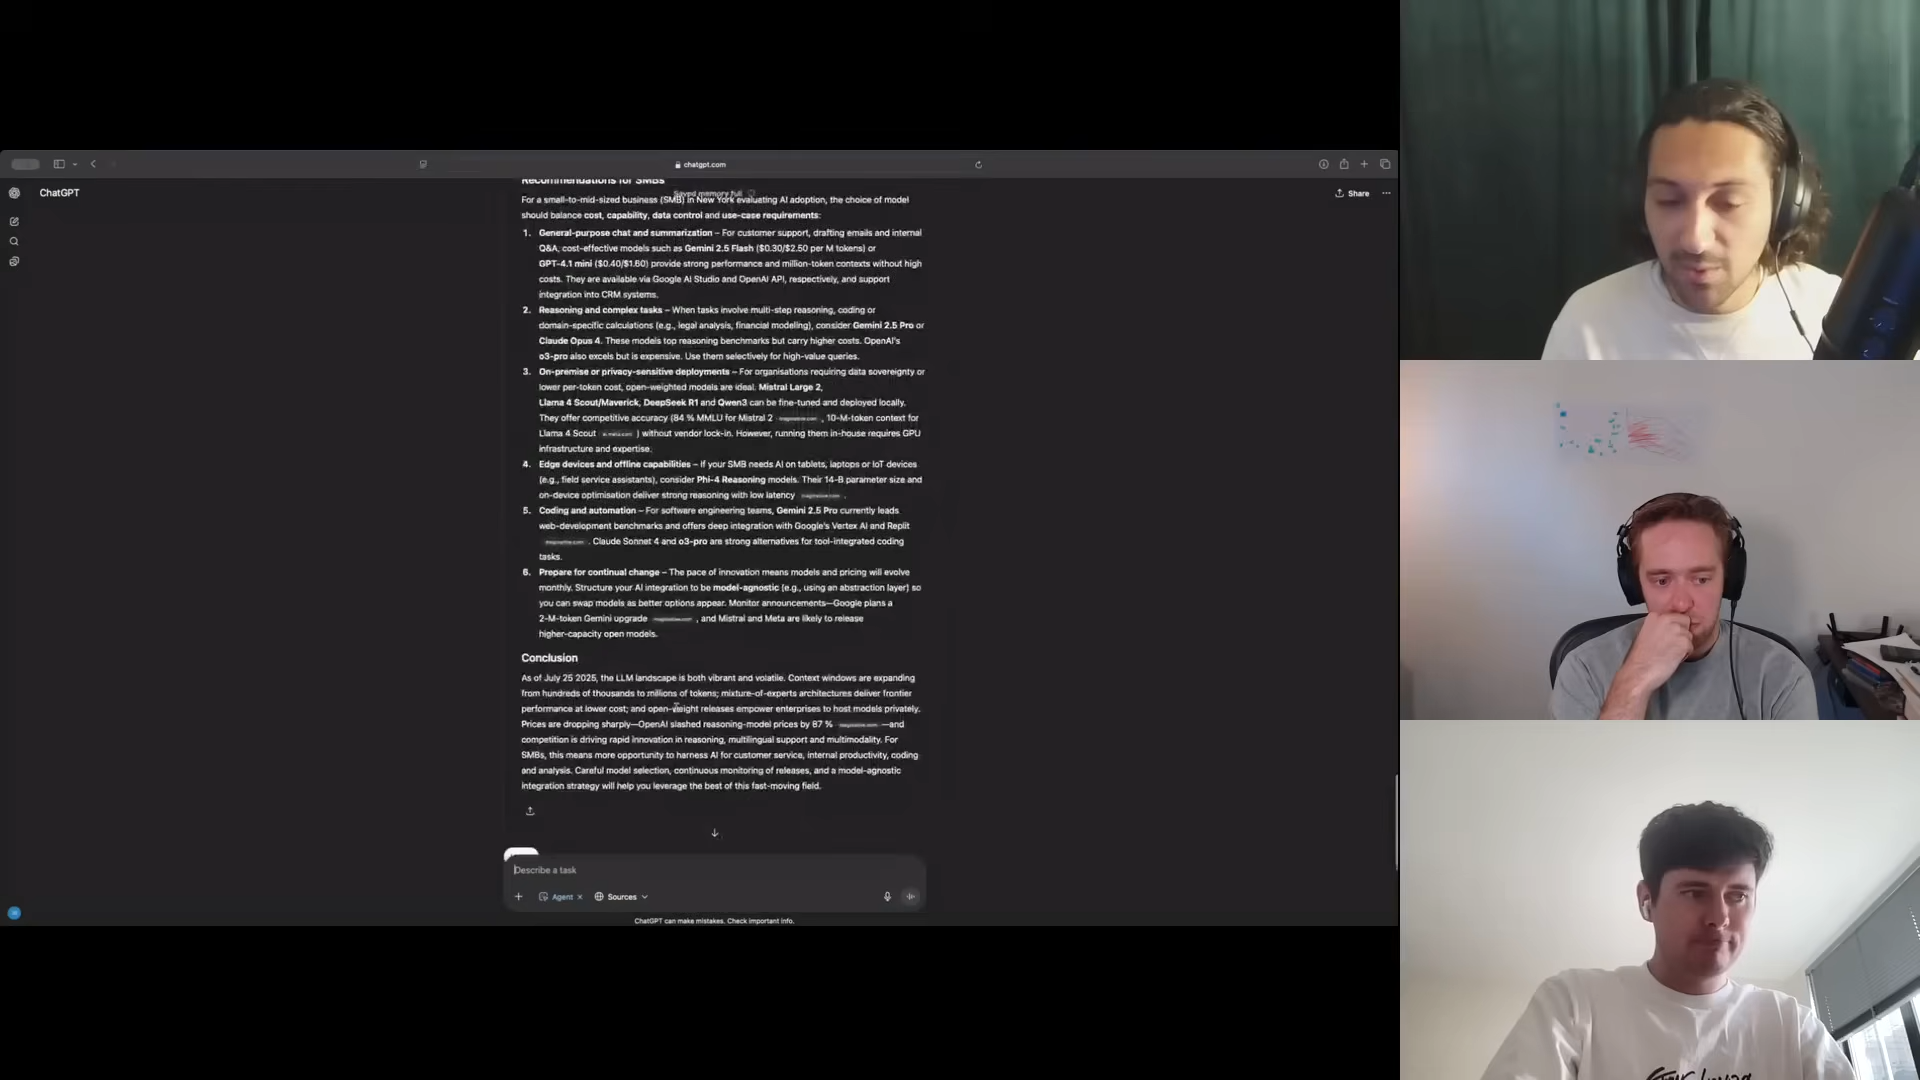 chatgpt.com
ChatGPT
Saved memory full
Share
Recommendations for SMBs
For a small-to-mid-sized business (SMB) in New York evaluating AI adoption, the choice of model
should balance cost, capability, data control and use-case requirements:
1. General-purpose chat and summarization – For customer support, drafting emails and internal
Q&A, cost-effective models such as Gemini 2.5 Flash ($0.30/$2.50 per M tokens) or
GPT-4.1 mini ($0.40/$1.60) provide strong performance and million-token contexts without high
costs. They are available via Google AI Studio and OpenAI API, respectively, and support
integration into CRM systems.
2. Reasoning and complex tasks – When tasks involve multi-step reasoning, coding or
domain-specific calculations (e.g., legal analysis, financial modeling), consider Gemini 2.5 Pro or
Claude Opus 4. These models top reasoning benchmarks but carry higher costs. OpenAI's
o3-pro also excels but is expensive. Use them selectively for high-value queries.
3. On-premise or privacy-sensitive deployments – For organisations requiring data sovereignty or
lower per-token cost, open-weighted models are ideal. Mistral Large 2,
Llama 4 Scout/Maverick, DeepSeek R1 and Qwen3 can be fine-tuned and deployed locally.
They offer competitive accuracy (84 % MMLU for Mistral 2 , 10-M-token context for
Llama 4 Scout ai.meta.com ) without vendor lock-in. However, running them in-house requires GPU
infrastructure and expertise.
4. Edge devices and offline capabilities – If your SMB needs AI on tablets, laptops or IoT devices
(e.g., field service assistants), consider Phi-4 Reasoning models. Their 14-B parameter size and
on-device optimisation deliver strong reasoning with low latency .
5. Coding and automation – For software engineering teams, Gemini 2.5 Pro currently leads
web-development benchmarks and offers deep integration with Google's Vertex AI and Replit
. Claude Sonnet 4 and o3-pro are strong alternatives for tool-integrated coding
tasks.
6. Prepare for continual change – The pace of innovation means models and pricing will evolve
monthly. Structure your AI integration to be model-agnostic (e.g., using an abstraction layer) so
you can swap models as better options appear. Monitor announcements—Google plans a
2-M-token Gemini upgrade , and Mistral and Meta are likely to release
higher-capacity open models.
Conclusion
As of July 25 2025, the LLM landscape is both vibrant and volatile. Context windows are expanding
from hundreds of thousands to millions of tokens; mixture-of-experts architectures deliver frontier
performance at lower cost; and open-weight releases empower enterprises to host models privately.
Prices are dropping sharply—OpenAI slashed reasoning-model prices by 87 % —and
competition is driving rapid innovation in reasoning, multilingual support and multimodality. For
SMBs, this means more opportunity to harness AI for customer service, internal productivity, coding
and analysis. Careful model selection, continuous monitoring of releases, and a model-agnostic
integration strategy will help you leverage the best of this fast-moving field.
Describe a task
Agent
Sources
ChatGPT can make mistakes. Check important info.